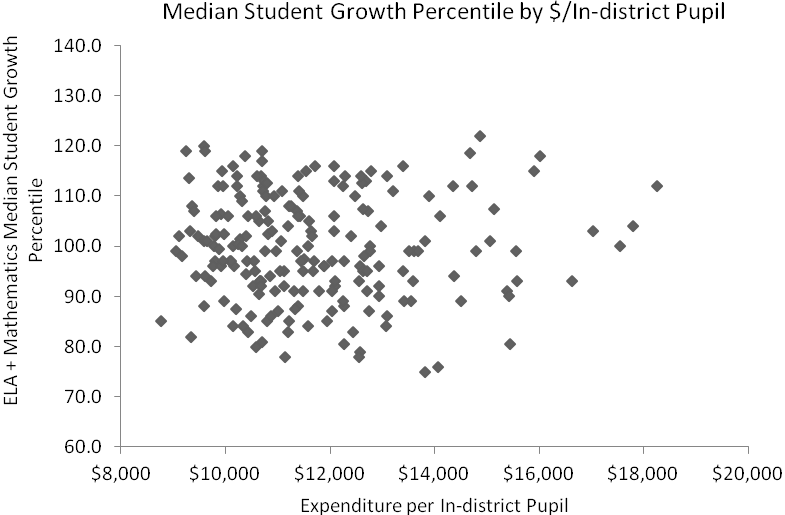 Median Student Growth Percentile by $/In-district Pupil
ELA + Mathematics Median Student Growth
Percentile
140.0
130.0
120.0
110.0
100.0
90.0
80.0
70.0
60.0
$8,000 $10,000 $12,000 $14,000 $16,000 $18,000 $20,000
Expenditure per In-district Pupil